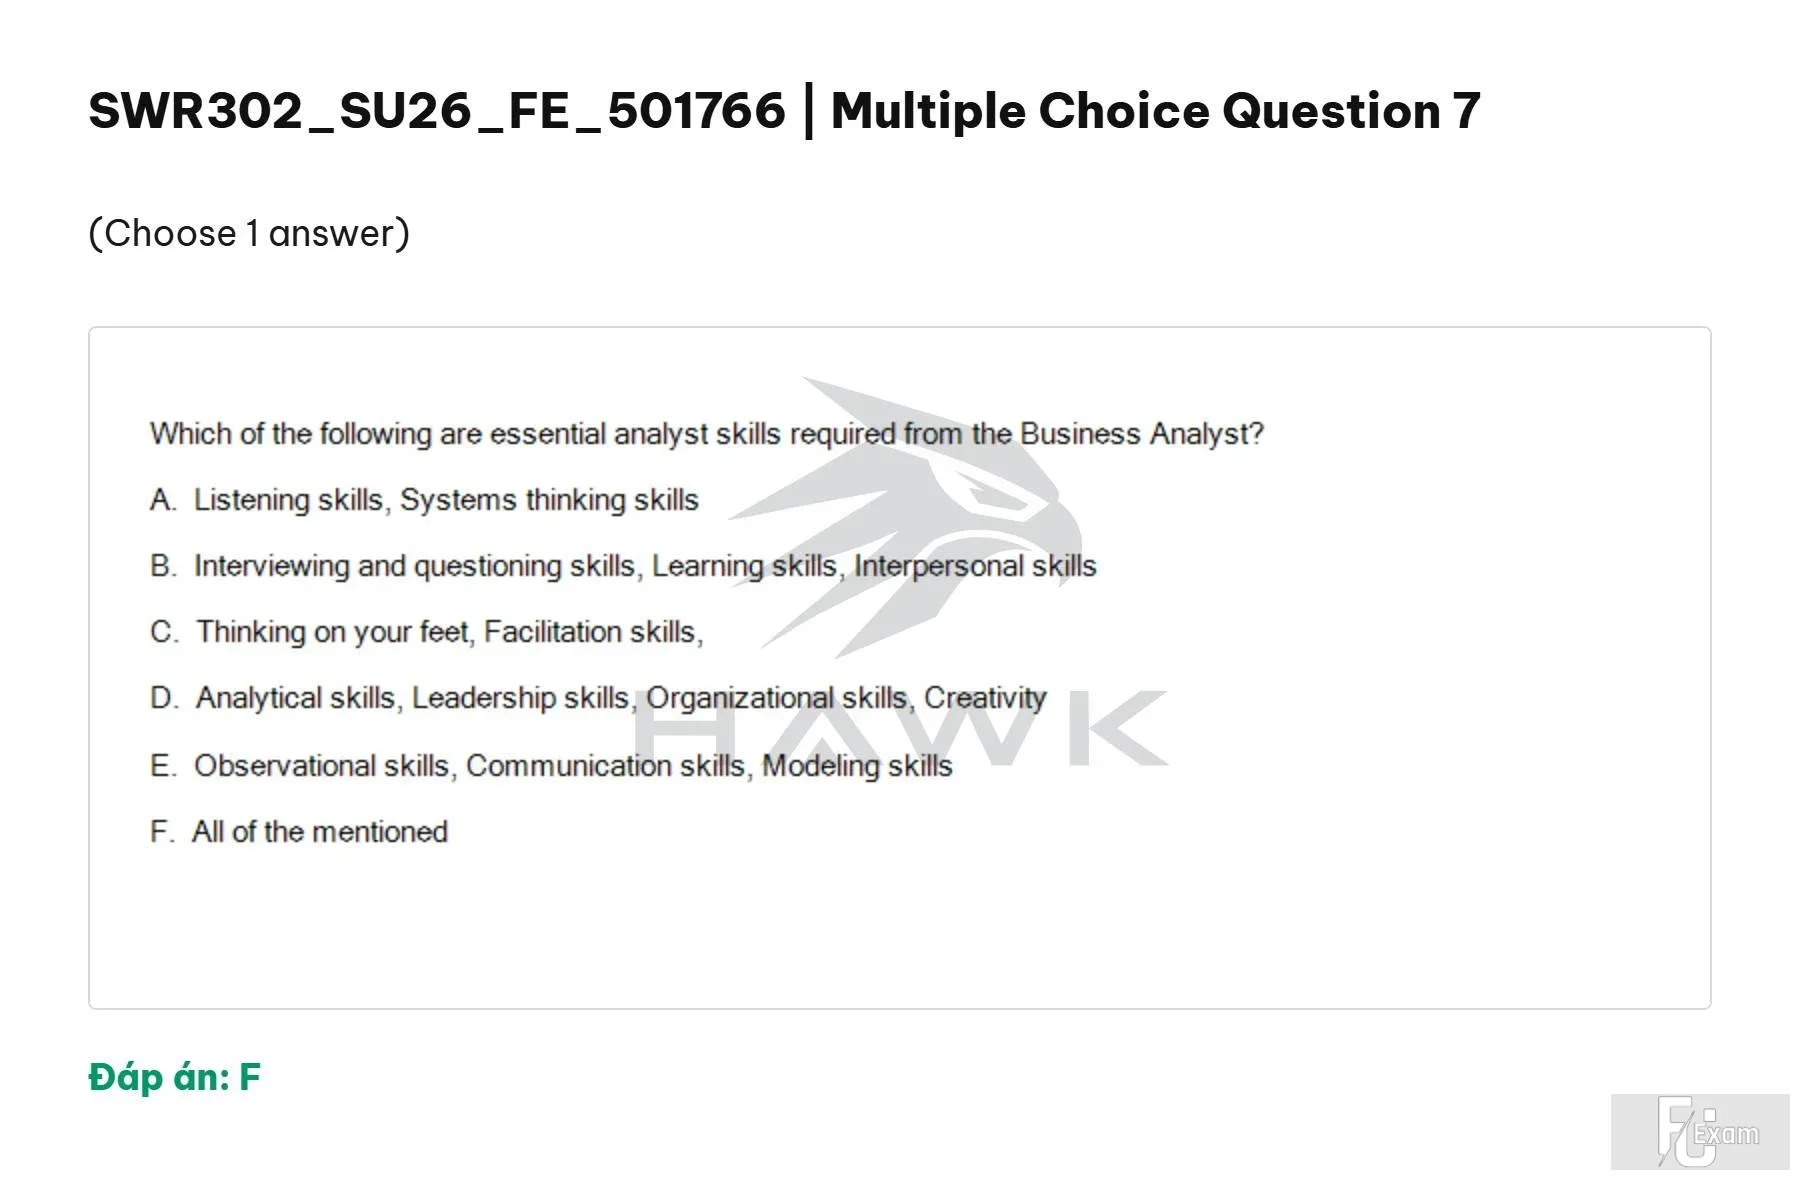 SWR302_SU26_FE_501766 | Multiple Choice Question 7
(Choose 1 answer)
Which of the following are essential analyst skills required from the Business Analyst?
A. Listening skills, Systems thinking skills
B. Interviewing and questioning skills, Learning skills, Interpersonal skills
C. Thinking on your feet, Facilitation skills,
D. Analytical skills, Leadership skills, Organizational skills, Creativity
E. Observational skills, Communication skills, Modeling skills
F. All of the mentioned
HAWK
Đáp án: F
FU Exam